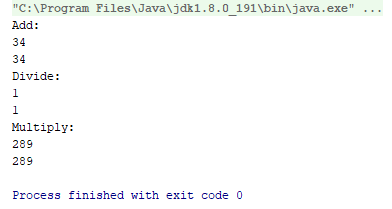 "C:\Program Files\Java\jdk1.8.0_191\bin\java.exe" ...
Add:
34
34
Divide:
1
1
Multiply:
289
289
Process finished with exit code 0